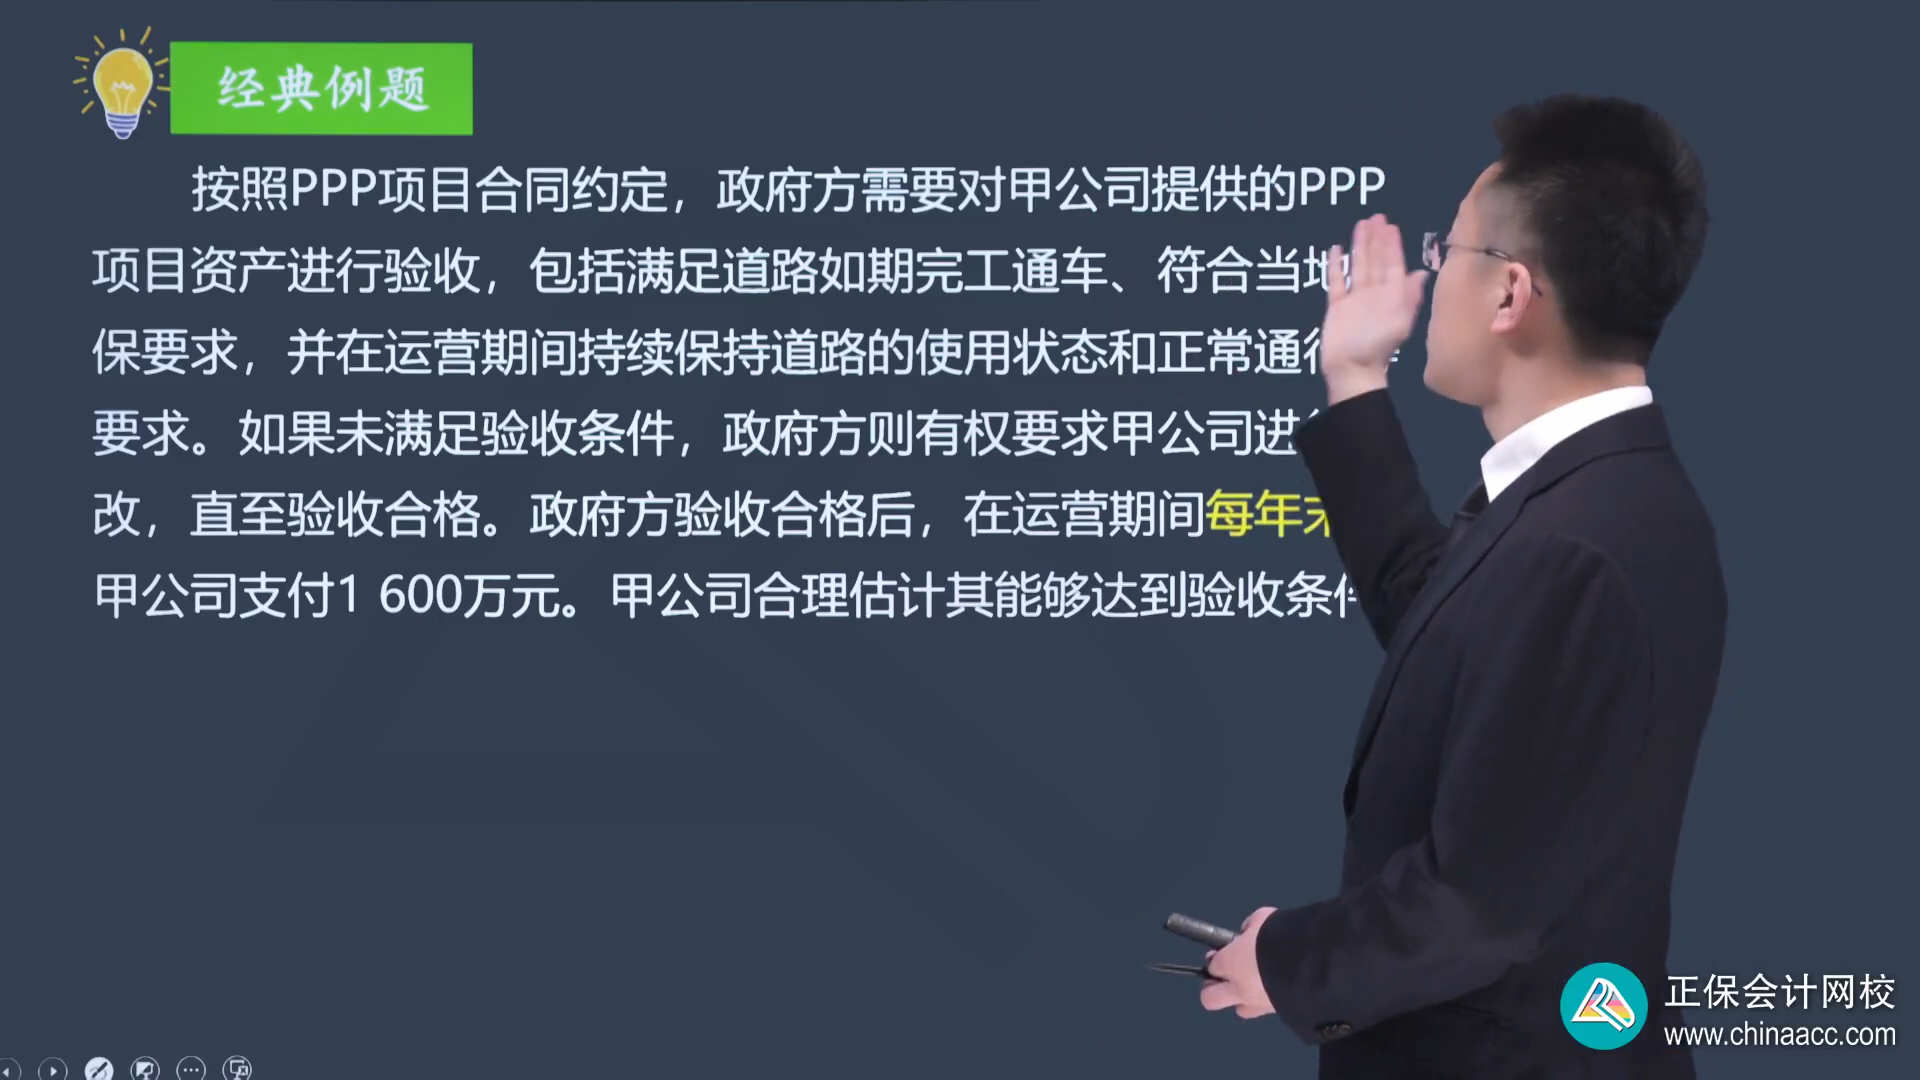 经典例题
按照PPP项目合同约定，政府方需要对甲公司提供的PPP
项目资产进行验收，包括满足道路如期完工通车、符合当地
保要求，并在运营期间持续保持道路的使用状态和正常通行
要求。如果未满足验收条件，政府方则有权要求甲公司进
改，直至验收合格。政府方验收合格后，在运营期间每年末
甲公司支付1 600万元。甲公司合理估计其能够达到验收条件
正保会计网校
www.chinaacc.com